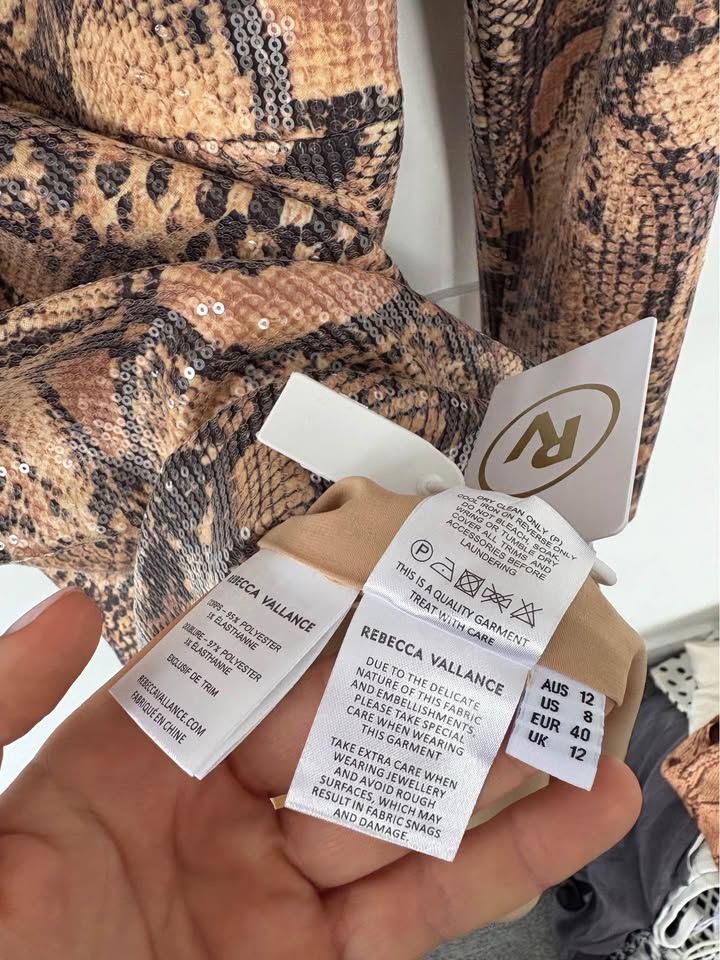 RV
DRY CLEAN ONLY (P)
COOL IRON ON REVERSE ONLY
DO NOT BLEACH, SOAK,
WRING OR TUMBLE DRY
COVER ALL TRIMS AND
ACCESSORIES BEFORE
LAUNDERING
P
THIS IS A QUALITY GARMENT
TREAT WITH CARE
REBECCA VALLANCE
CORPS – 95% POLYESTER
5% ÉLASTHANNE
DOUBLURE – 97% POLYESTER
3% ÉLASTHANNE
EXCLUSIF DE TRIM
REBECCAVALLANCE.COM
FABRIQUÉ EN CHINE
REBECCA VALLANCE
DUE TO THE DELICATE
NATURE OF THIS FABRIC
AND EMBELLISHMENTS,
PLEASE TAKE SPECIAL
CARE WHEN WEARING
THIS GARMENT
TAKE EXTRA CARE WHEN
WEARING JEWELLERY
AND AVOID ROUGH
SURFACES, WHICH MAY
RESULT IN FABRIC SNAGS
AND DAMAGE.
AUS 12
US 8
EUR 40
UK 12